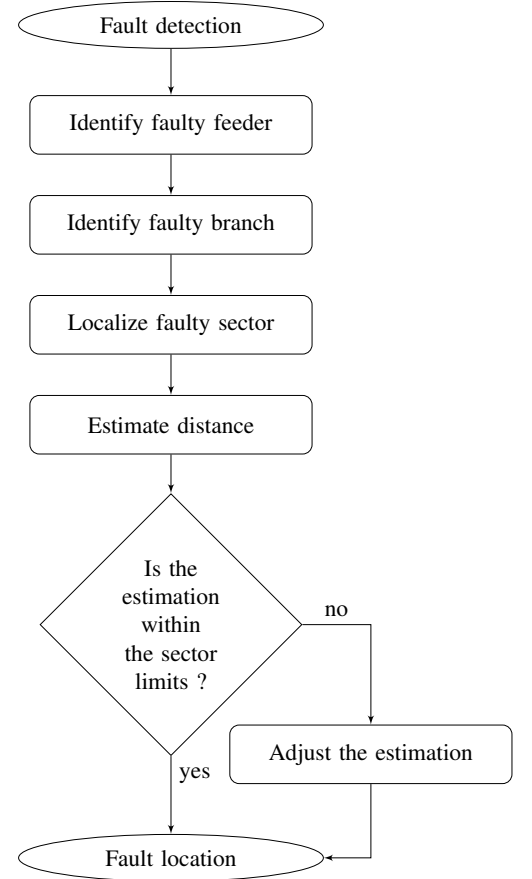 Fault detection
Identify faulty feeder
Identify faulty branch
Localize faulty sector
Estimate distance
Is the
estimation
within
the sector
limits ?
no
Adjust the estimation
yes
Fault location